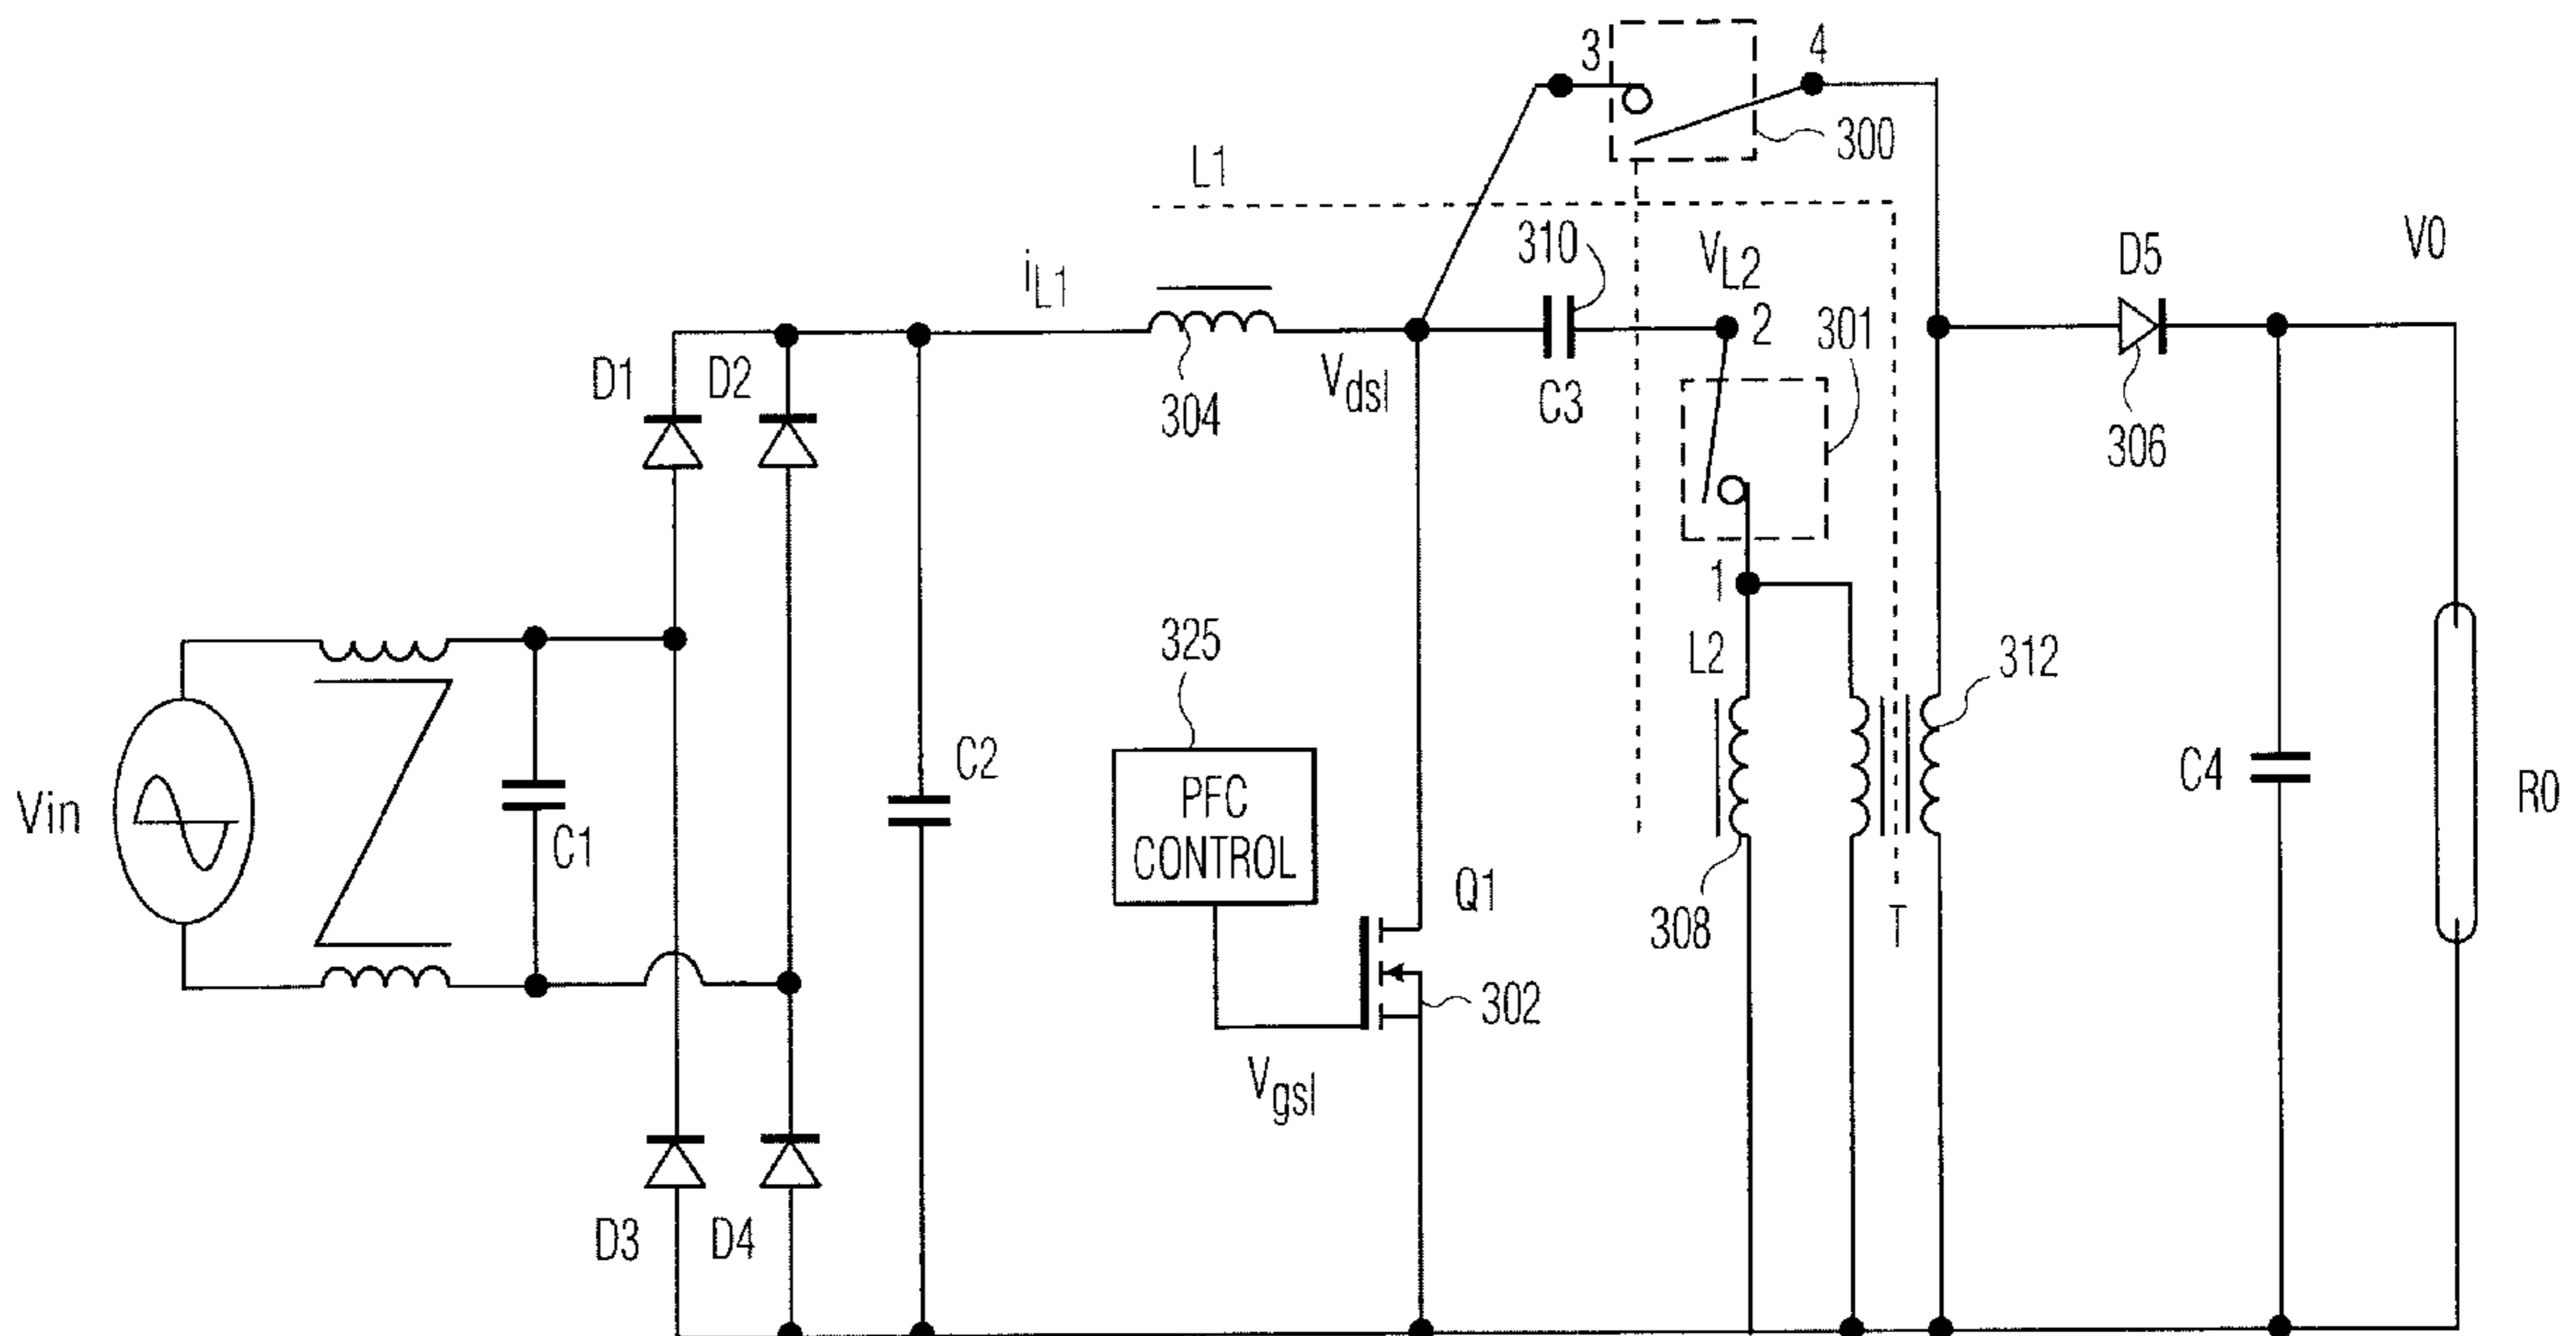 3
4
300
L1
310
VL2
iL1
2
301
D5
V0
D1
D2
304
Vdsl
C3
306
1
325
L2
312
PFC
CONTROL
Vin
C1
C2
C4
R0
Q1
308
T
302
Vgsl
D3
D4